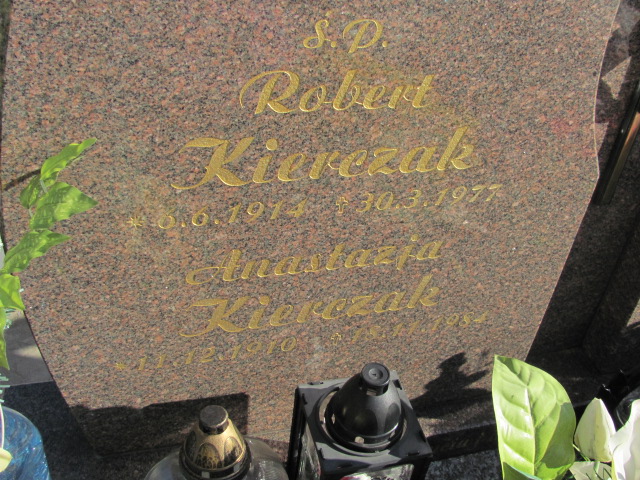 Ś.P.
Robert
Kierczak
* 6.6.1914 † 30.3.1977
Anastazja
Kierczak
* 11.12.1910 † 18.11.1984